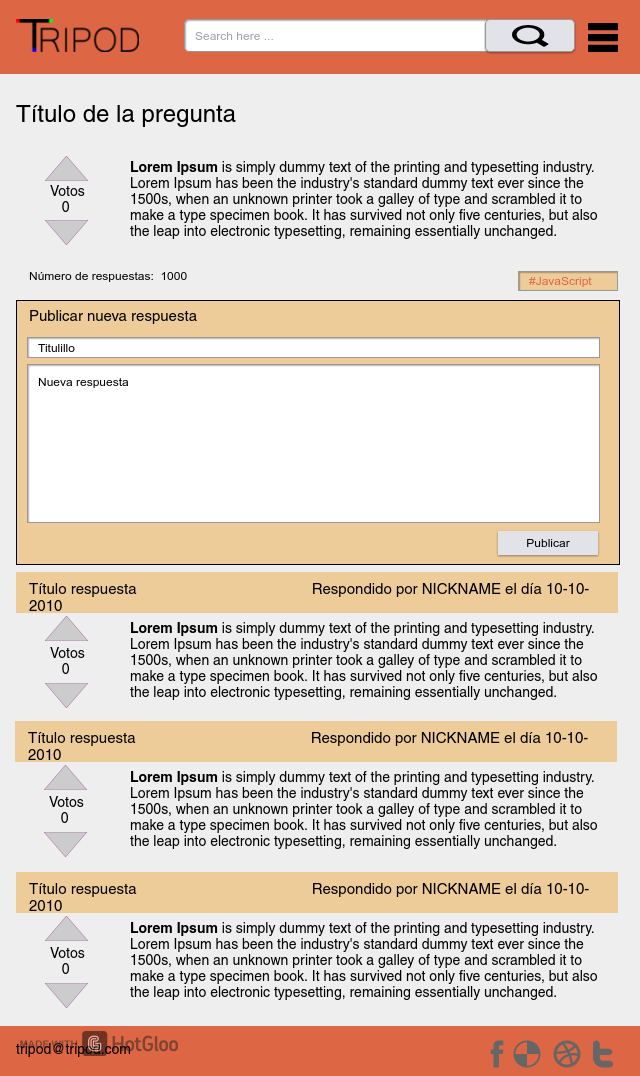 TRIPOD
Search here ...
Título de la pregunta
Votos
0
Lorem Ipsum is simply dummy text of the printing and typesetting industry.
Lorem Ipsum has been the industry's standard dummy text ever since the
1500s, when an unknown printer took a galley of type and scrambled it to
make a type specimen book. It has survived not only five centuries, but also
the leap into electronic typesetting, remaining essentially unchanged.
Número de respuestas: 1000
#JavaScript
Publicar nueva respuesta
Titulillo
Nueva respuesta
Publicar
Título respuesta Respondido por NICKNAME el día 10-10-
2010
Votos
0
Lorem Ipsum is simply dummy text of the printing and typesetting industry.
Lorem Ipsum has been the industry's standard dummy text ever since the
1500s, when an unknown printer took a galley of type and scrambled it to
make a type specimen book. It has survived not only five centuries, but also
the leap into electronic typesetting, remaining essentially unchanged.
Título respuesta Respondido por NICKNAME el día 10-10-
2010
Votos
0
Lorem Ipsum is simply dummy text of the printing and typesetting industry.
Lorem Ipsum has been the industry's standard dummy text ever since the
1500s, when an unknown printer took a galley of type and scrambled it to
make a type specimen book. It has survived not only five centuries, but also
the leap into electronic typesetting, remaining essentially unchanged.
Título respuesta Respondido por NICKNAME el día 10-10-
2010
Votos
0
Lorem Ipsum is simply dummy text of the printing and typesetting industry.
Lorem Ipsum has been the industry's standard dummy text ever since the
1500s, when an unknown printer took a galley of type and scrambled it to
make a type specimen book. It has survived not only five centuries, but also
the leap into electronic typesetting, remaining essentially unchanged.
MADE WITH HotGloo
tripod@tripod.com